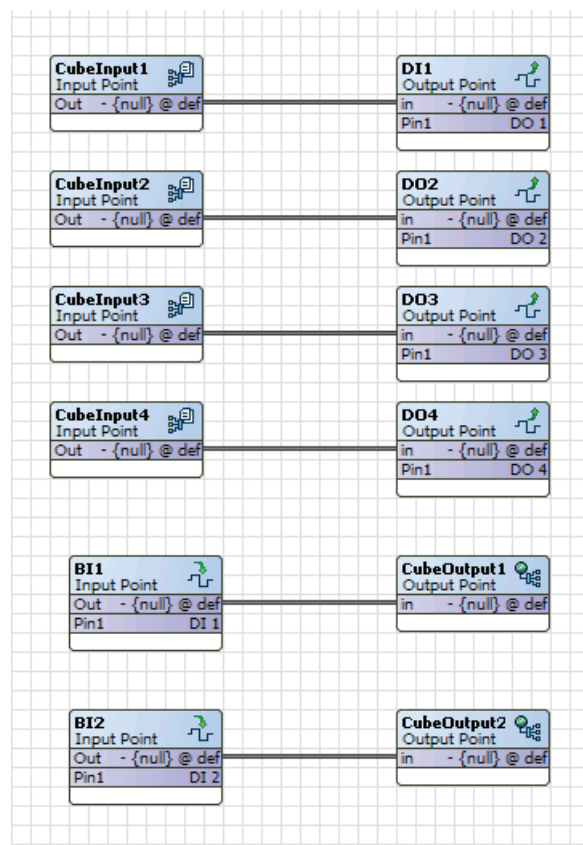 CubeInput1
Input Point
Out - {null} @ def
DI1
Output Point
in - {null} @ def
Pin1 DO 1
CubeInput2
Input Point
Out - {null} @ def
DO2
Output Point
in - {null} @ def
Pin1 DO 2
CubeInput3
Input Point
Out - {null} @ def
DO3
Output Point
in - {null} @ def
Pin1 DO 3
CubeInput4
Input Point
Out - {null} @ def
DO4
Output Point
in - {null} @ def
Pin1 DO 4
BI1
Input Point
Out - {null} @ def
Pin1 DI 1
CubeOutput1
Output Point
in - {null} @ def
BI2
Input Point
Out - {null} @ def
Pin1 DI 2
CubeOutput2
Output Point
in - {null} @ def